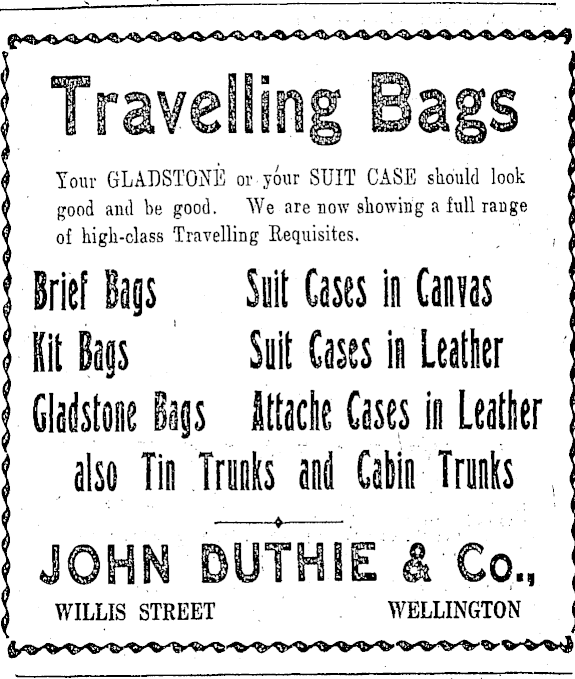 Travelling Bags
Your GLADSTONE or your SUIT CASE should look
good and be good. We are now showing a full range
of high-class Travelling Requisites.
Brief Bags Suit Cases in Canvas
Kit Bags Suit Cases in Leather
Gladstone Bags Attache Cases in Leather
also Tin Trunks and Cabin Trunks
JOHN DUTHIE & Co.,
WILLIS STREET WELLINGTON